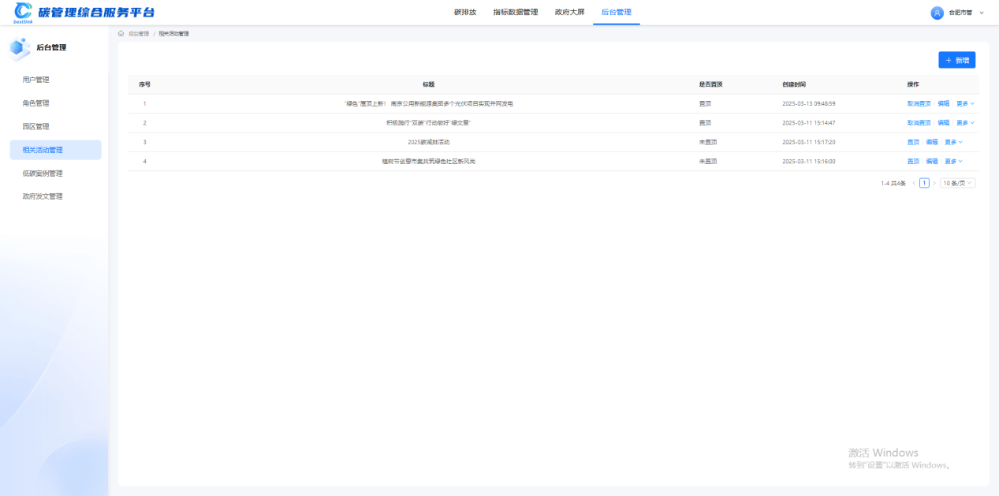 bestlink
碳管理综合服务平台 碳排放 指标数据管理 政府大屏 后台管理 合肥市管
后台管理
后台管理 / 相关活动管理
用户管理
角色管理
园区管理
相关活动管理
低碳案例管理
政府发文管理
+ 新增
序号 标题 是否置顶 创建时间 操作
1 "绿色"屋顶上新! 南京公用新能源集团多个光伏项目实现并网发电 置顶 2025-03-13 09:48:59 取消置顶 编辑 更多
2 积极践行"双碳"行动做好"绿文章" 置顶 2025-03-11 15:14:47 取消置顶 编辑 更多
3 2025碳减排活动 未置顶 2025-03-11 15:17:20 置顶 编辑 更多
4 植树节创意市集共筑绿色社区新风尚 未置顶 2025-03-11 15:16:00 置顶 编辑 更多
1-4 共4条 < 1 > 10 条/页
激活 Windows
转到"设置"以激活 Windows。